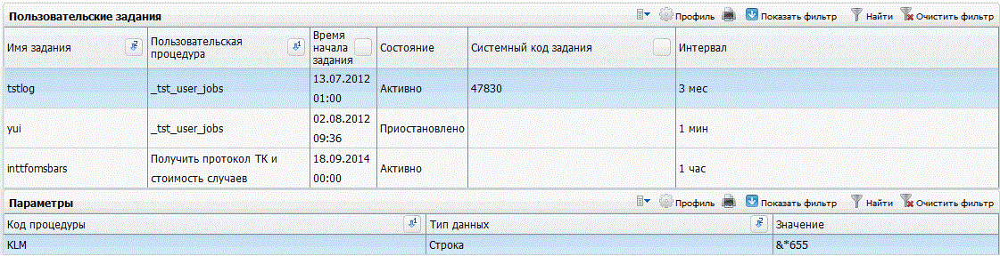 Пользовательские задания Профиль Показать фильтр Найти Очистить фильтр
Имя задания Пользовательская процедура Время начала задания Состояние Системный код задания Интервал
tstlog _tst_user_jobs 13.07.2012 01:00 Активно 47830 3 мес
yui _tst_user_jobs 02.08.2012 09:36 Приостановлено 1 мин
inttfomsbars Получить протокол ТК и стоимость случаев 18.09.2014 00:00 Активно 1 час
Параметры Профиль Показать фильтр Найти Очистить фильтр
Код процедуры Тип данных Значение
KLM Строка &*655